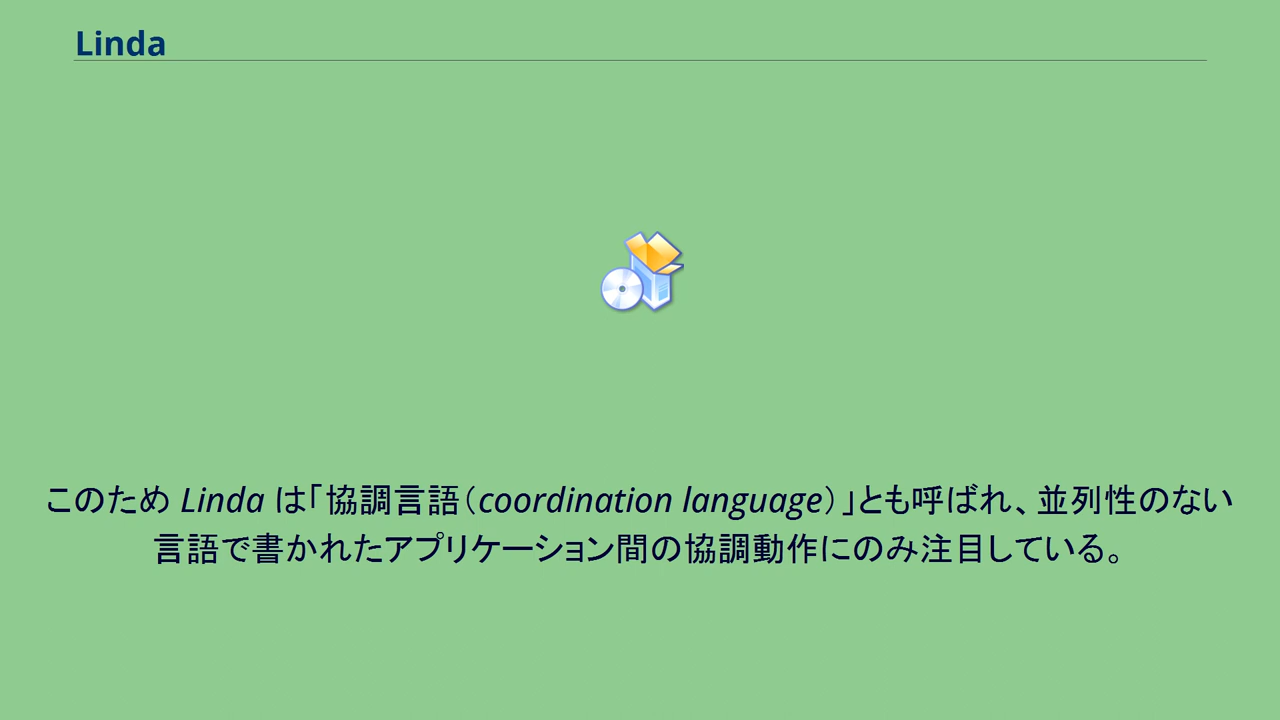 Linda
このため Linda は「協調言語（coordination language）」とも呼ばれ、並列性のない
言語で書かれたアプリケーション間の協調動作にのみ注目している。